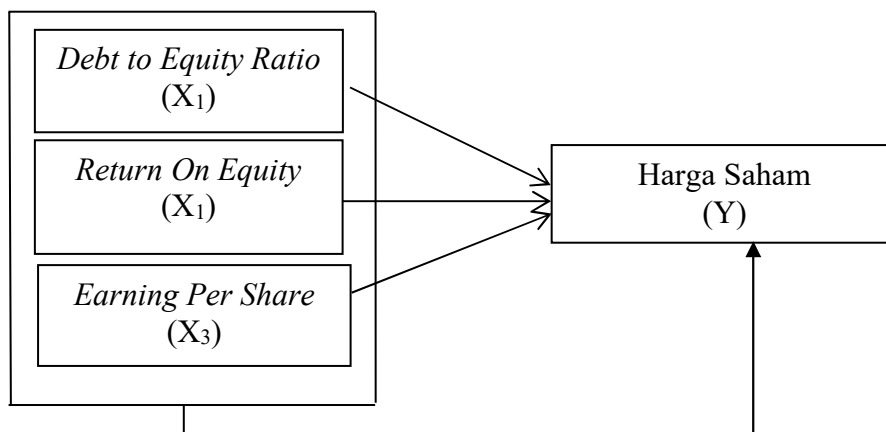 Debt to Equity Ratio
(X₁)
Return On Equity
(X₁)
Earning Per Share
(X₃)
Harga Saham
(Y)